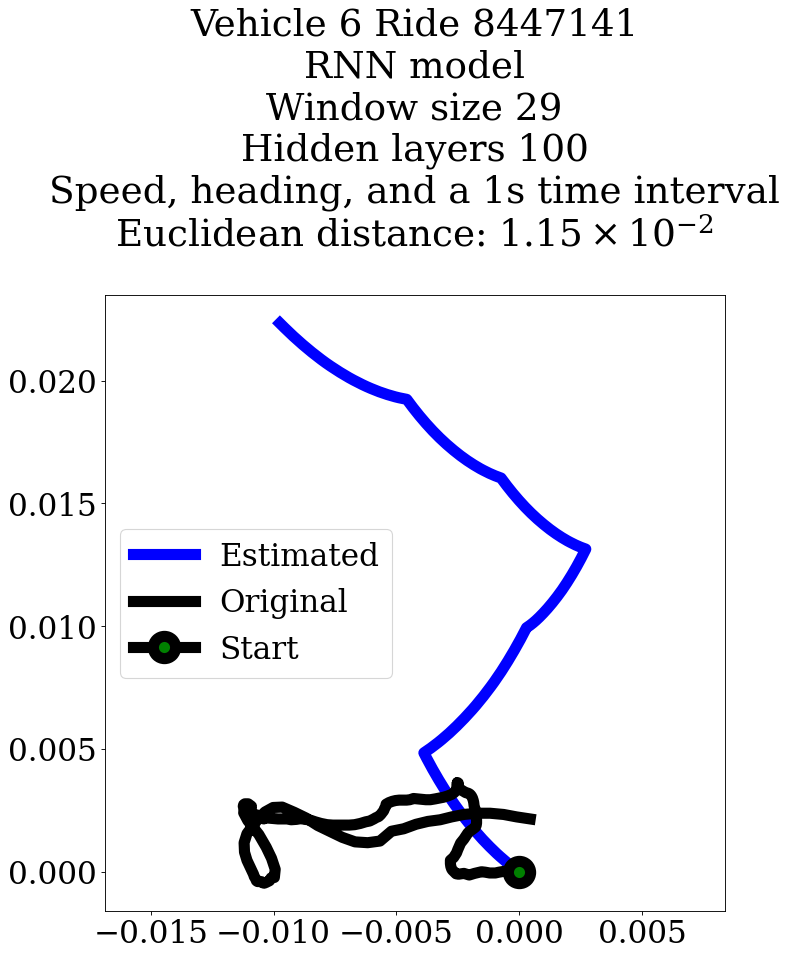 Vehicle 6 Ride 8447141
RNN model
Window size 29
Hidden layers 100
Speed, heading, and a 1s time interval
Euclidean distance: 1.15 × 10⁻²
0.020
0.015
0.010
0.005
0.000
Estimated
Original
Start
−0.015 −0.010 −0.005 0.000 0.005